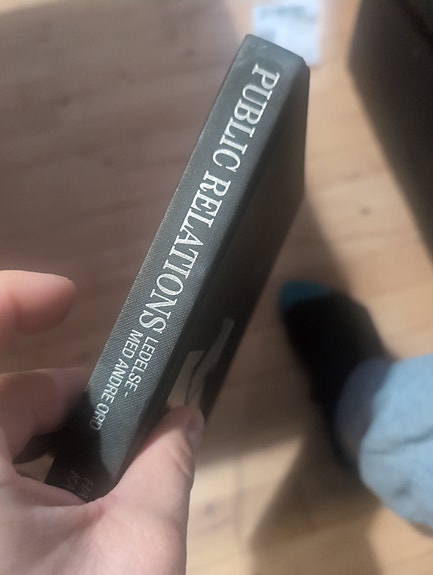 PUBLIC RELATIONS
LEDELSE -
MED ANDRE ORD